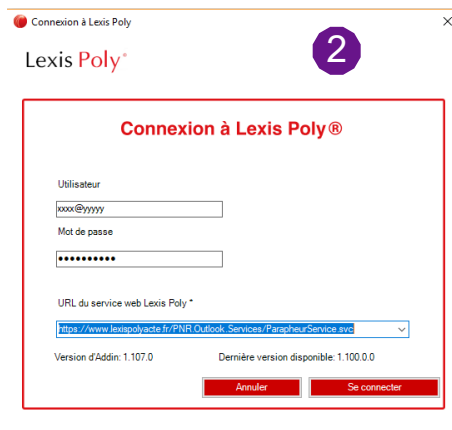 Connexion à Lexis Poly
Lexis Poly®
2
Connexion à Lexis Poly®
Utilisateur
xxxx@yyyyy
Mot de passe
●●●●●●●●●●
URL du service web Lexis Poly *
https://www.lexispolyacte.fr/PNR.Outlook.Services/ParapheurService.svc
Version d'Addin: 1.107.0 Dernière version disponible: 1.100.0.0
Annuler Se connecter